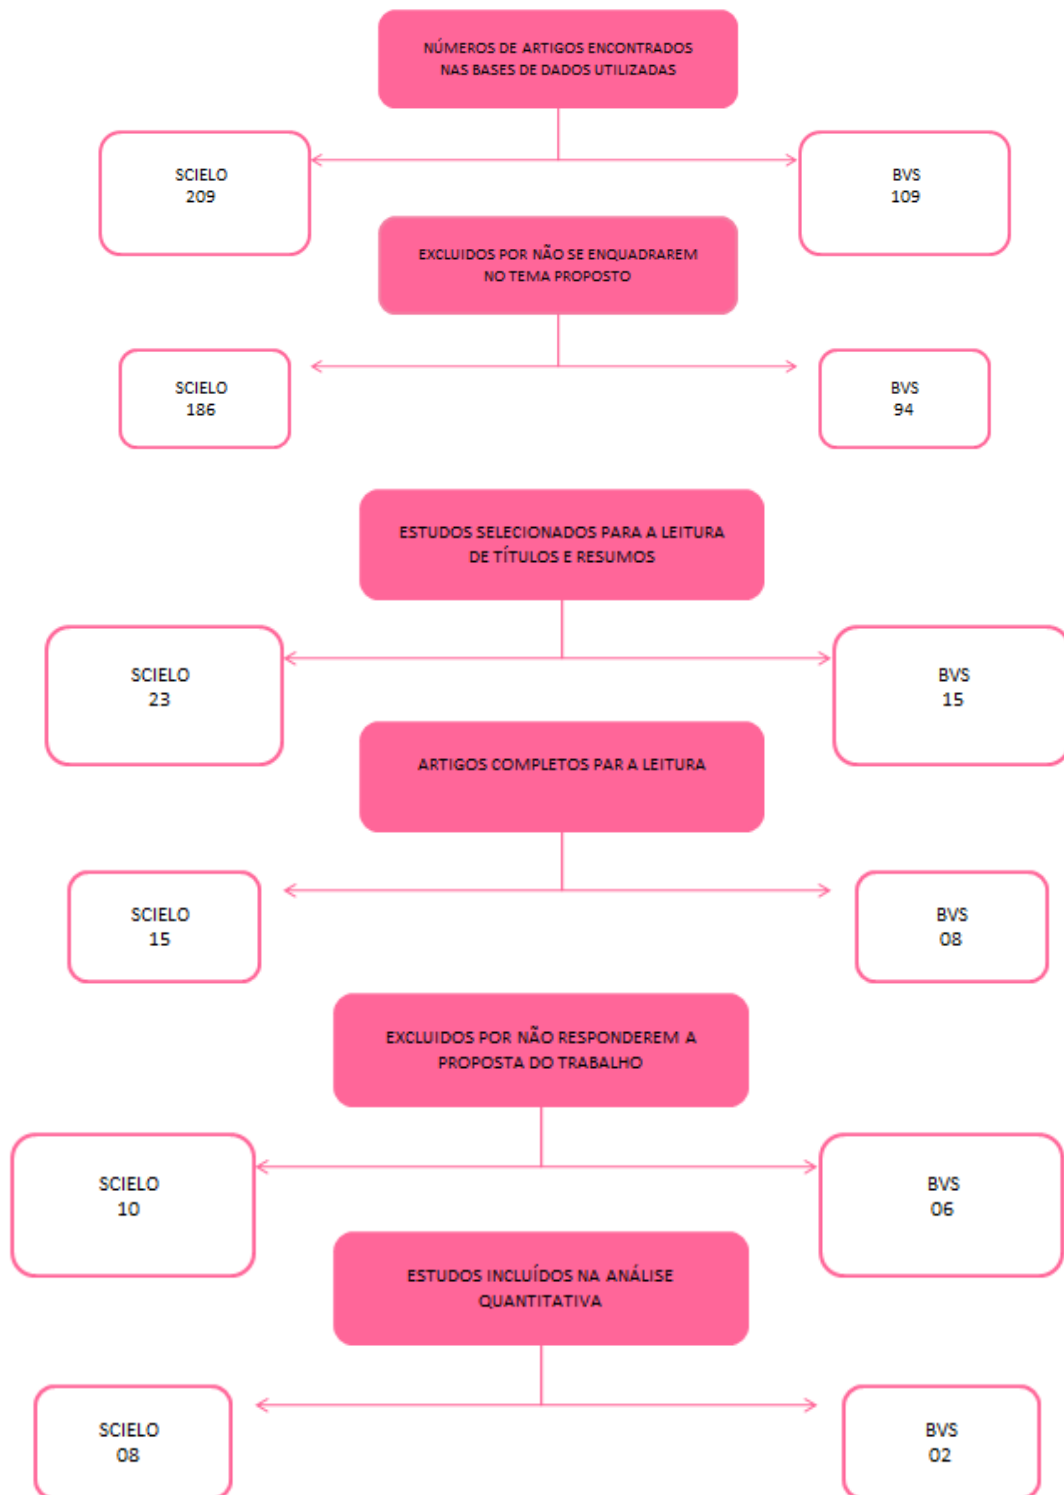 NÚMEROS DE ARTIGOS ENCONTRADOS
NAS BASES DE DADOS UTILIZADAS
SCIELO
209
BVS
109
EXCLUIDOS POR NÃO SE ENQUADRAREM
NO TEMA PROPOSTO
SCIELO
186
BVS
94
ESTUDOS SELECIONADOS PARA A LEITURA
DE TÍTULOS E RESUMOS
SCIELO
23
BVS
15
ARTIGOS COMPLETOS PAR A LEITURA
SCIELO
15
BVS
08
EXCLUIDOS POR NÃO RESPONDEREM A
PROPOSTA DO TRABALHO
SCIELO
10
BVS
06
ESTUDOS INCLUÍDOS NA ANÁLISE
QUANTITATIVA
SCIELO
08
BVS
02